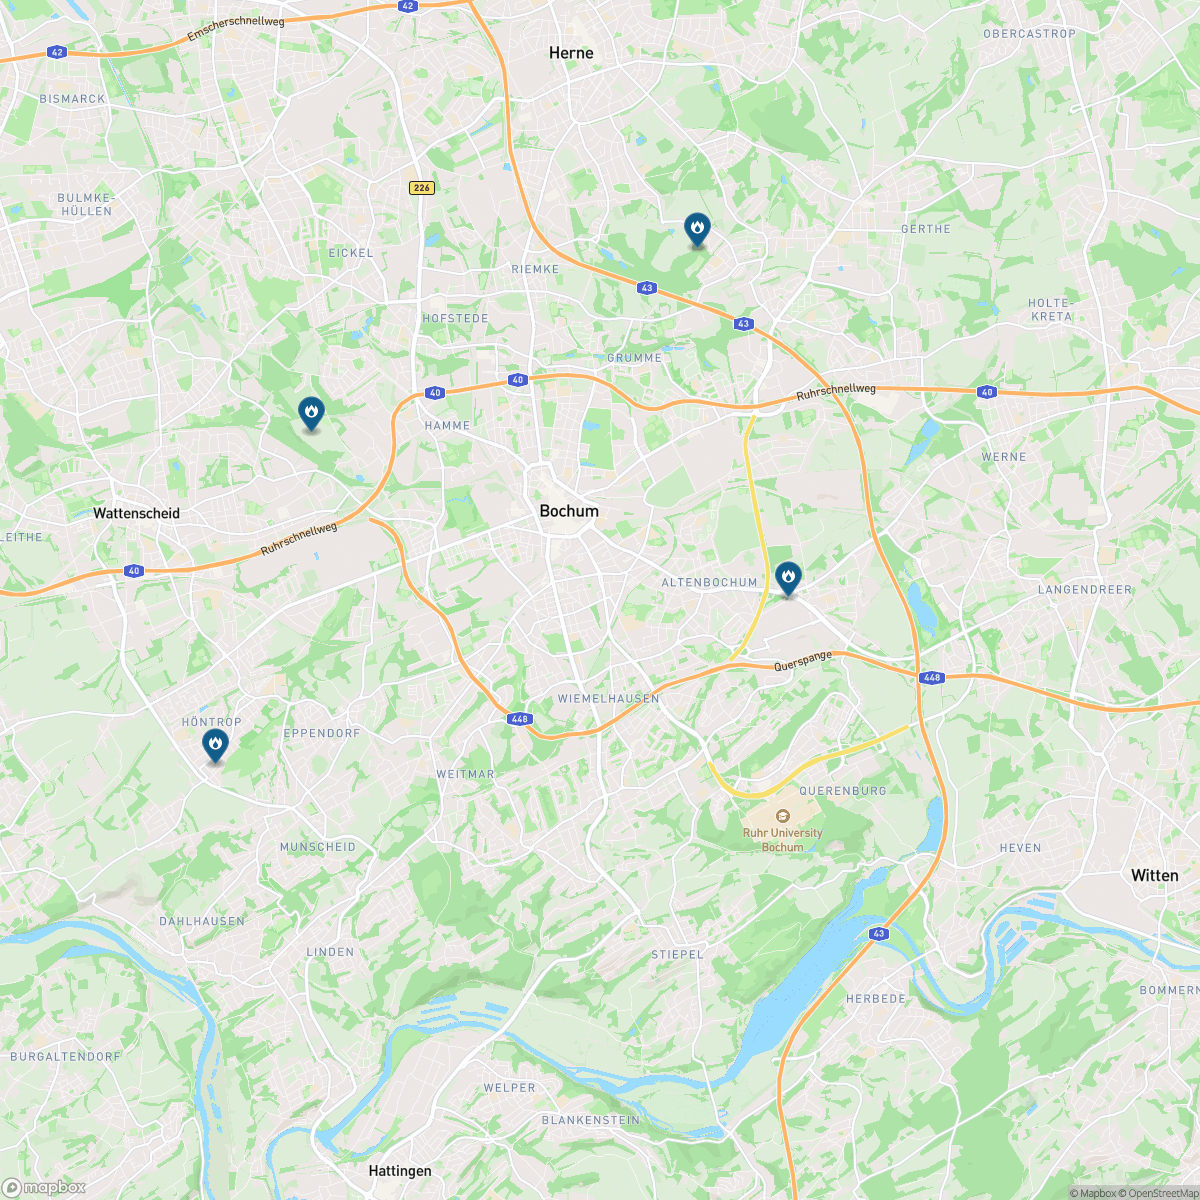 Emscherschnellweg
42
42
Herne
OBERCASTROP
BISMARCK
226
BULMKE-
HÜLLEN
EICKEL
GERTHE
RIEMKE
43
HOLTE-
KRETA
HOFSTEDE
43
GRUMME
40
40
Ruhrschnellweg
40
HAMME
WERNE
Wattenscheid
Bochum
LEITHE
Ruhrschnellweg
40
ALTENBOCHUM
LANGENDREER
Querspange
448
WIEMELHAUSEN
HÖNTROP
448
EPPENDORF
WEITMAR
QUERENBURG
Ruhr University
Bochum
MUNSCHEID
HEVEN
Witten
DAHLHAUSEN
43
LINDEN
STIEPEL
BOMMERN
HERBEDE
BURGALTENDORF
WELPER
BLANKENSTEIN
Hattingen
mapbox
© Mapbox © OpenStreetMap